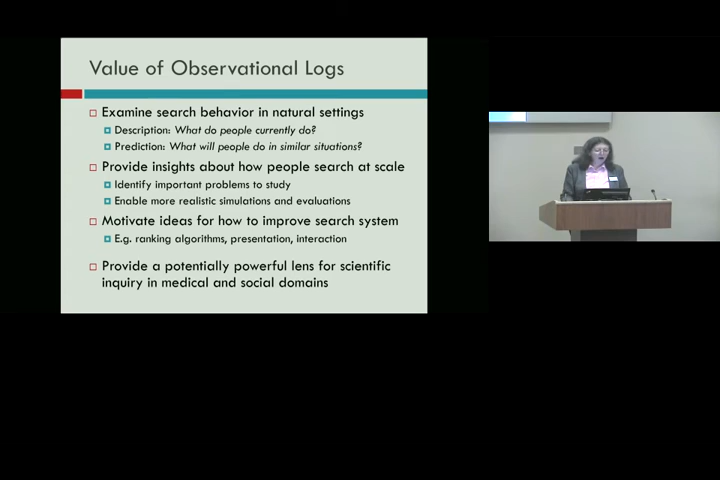 Value of Observational Logs
Examine search behavior in natural settings
Description: What do people currently do?
Prediction: What will people do in similar situations?
Provide insights about how people search at scale
Identify important problems to study
Enable more realistic simulations and evaluations
Motivate ideas for how to improve search system
E.g. ranking algorithms, presentation, interaction
Provide a potentially powerful lens for scientific
inquiry in medical and social domains